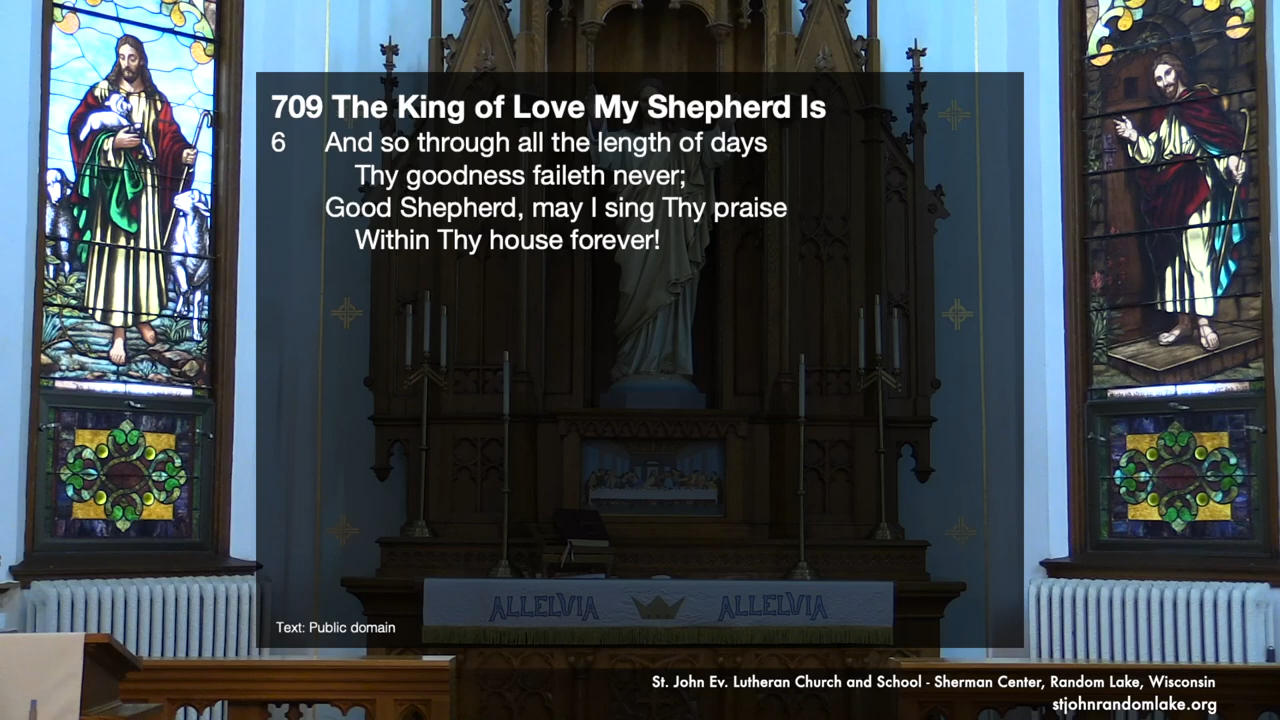 709 The King of Love My Shepherd Is
6 And so through all the length of days
Thy goodness faileth never;
Good Shepherd, may I sing Thy praise
Within Thy house forever!
ALLELVIA ALLELVIA
Text: Public domain
St. John Ev. Lutheran Church and School - Sherman Center, Random Lake, Wisconsin
stjohnrandomlake.org